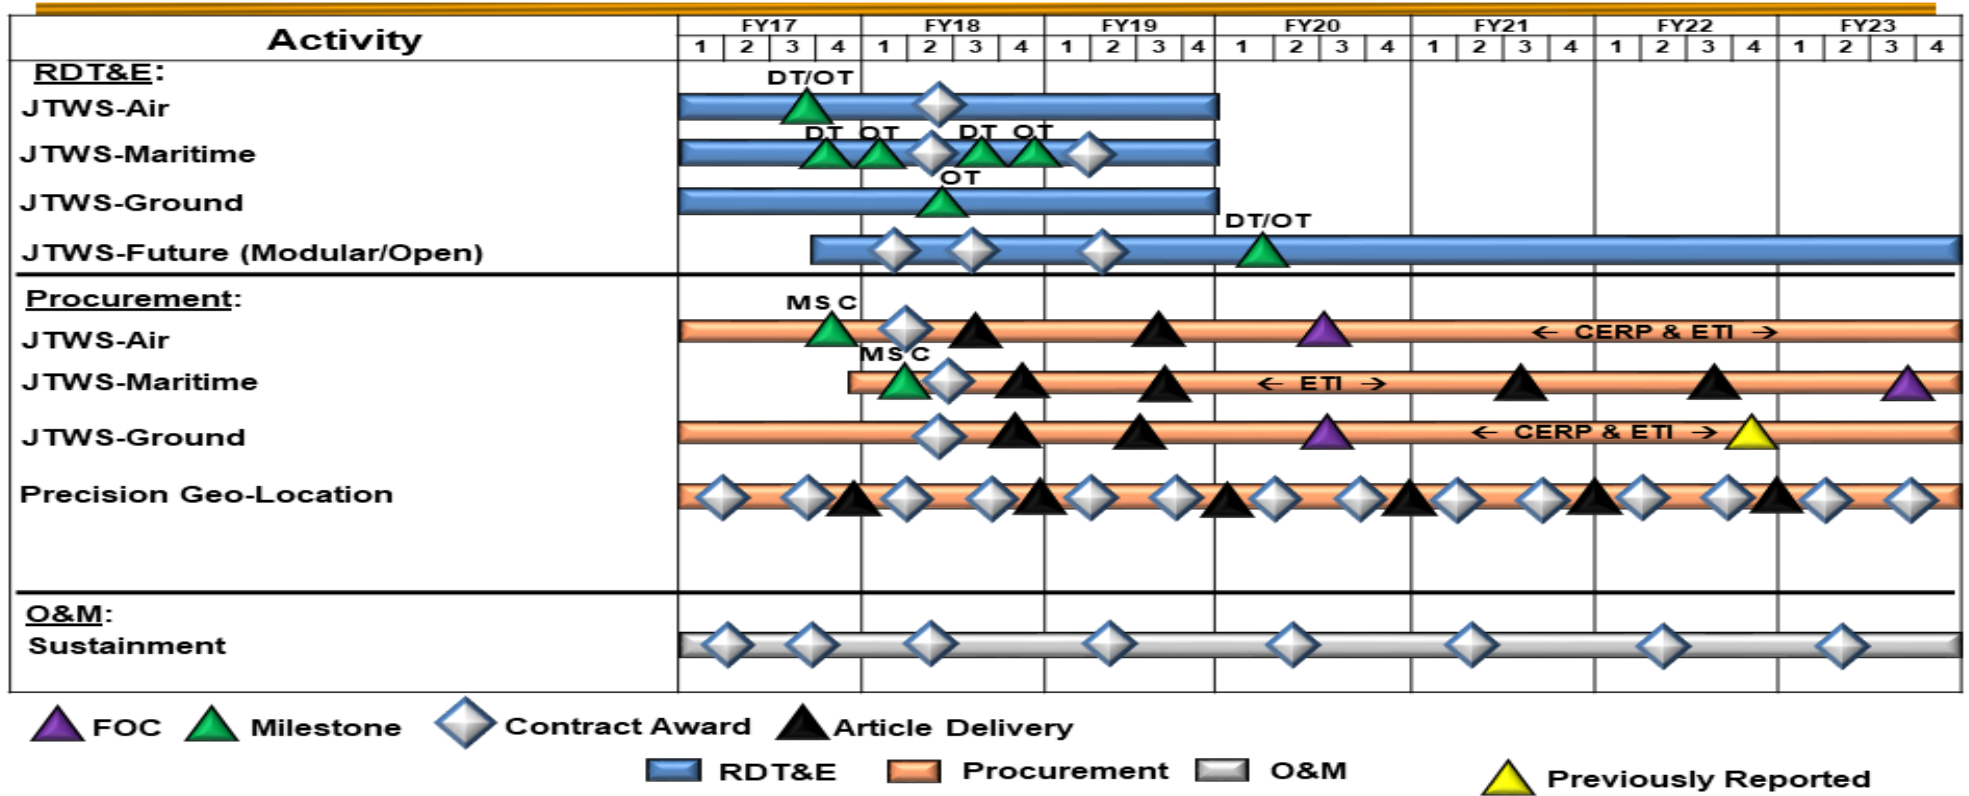 Activity
FY17 FY18 FY19 FY20 FY21 FY22 FY23
1 2 3 4 1 2 3 4 1 2 3 4 1 2 3 4 1 2 3 4 1 2 3 4 1 2 3 4
RDT&E:
DT/OT
JTWS-Air
DT OT DT OT
JTWS-Maritime
OT
JTWS-Ground
DT/OT
JTWS-Future (Modular/Open)
Procurement:
MS C
JTWS-Air ← CERP & ETI →
MS C
JTWS-Maritime ← ETI →
JTWS-Ground ← CERP & ETI →
Precision Geo-Location
O&M:
Sustainment
FOC Milestone Contract Award Article Delivery
RDT&E Procurement O&M Previously Reported